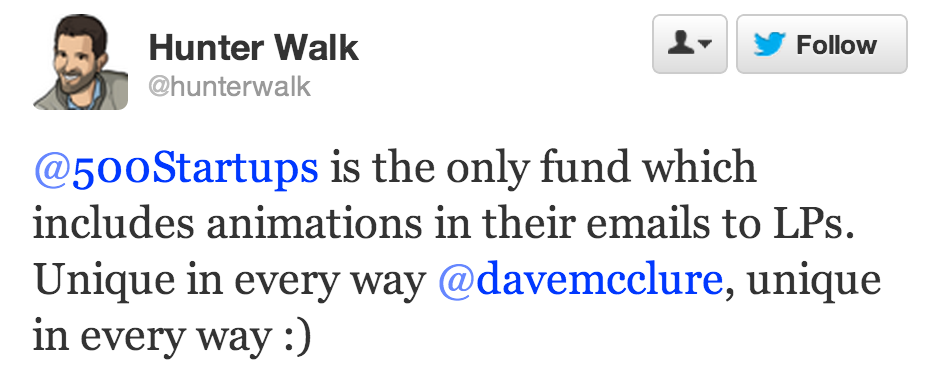 Hunter Walk
@hunterwalk
Follow
@500Startups is the only fund which
includes animations in their emails to LPs.
Unique in every way @davemcclure, unique
in every way :)